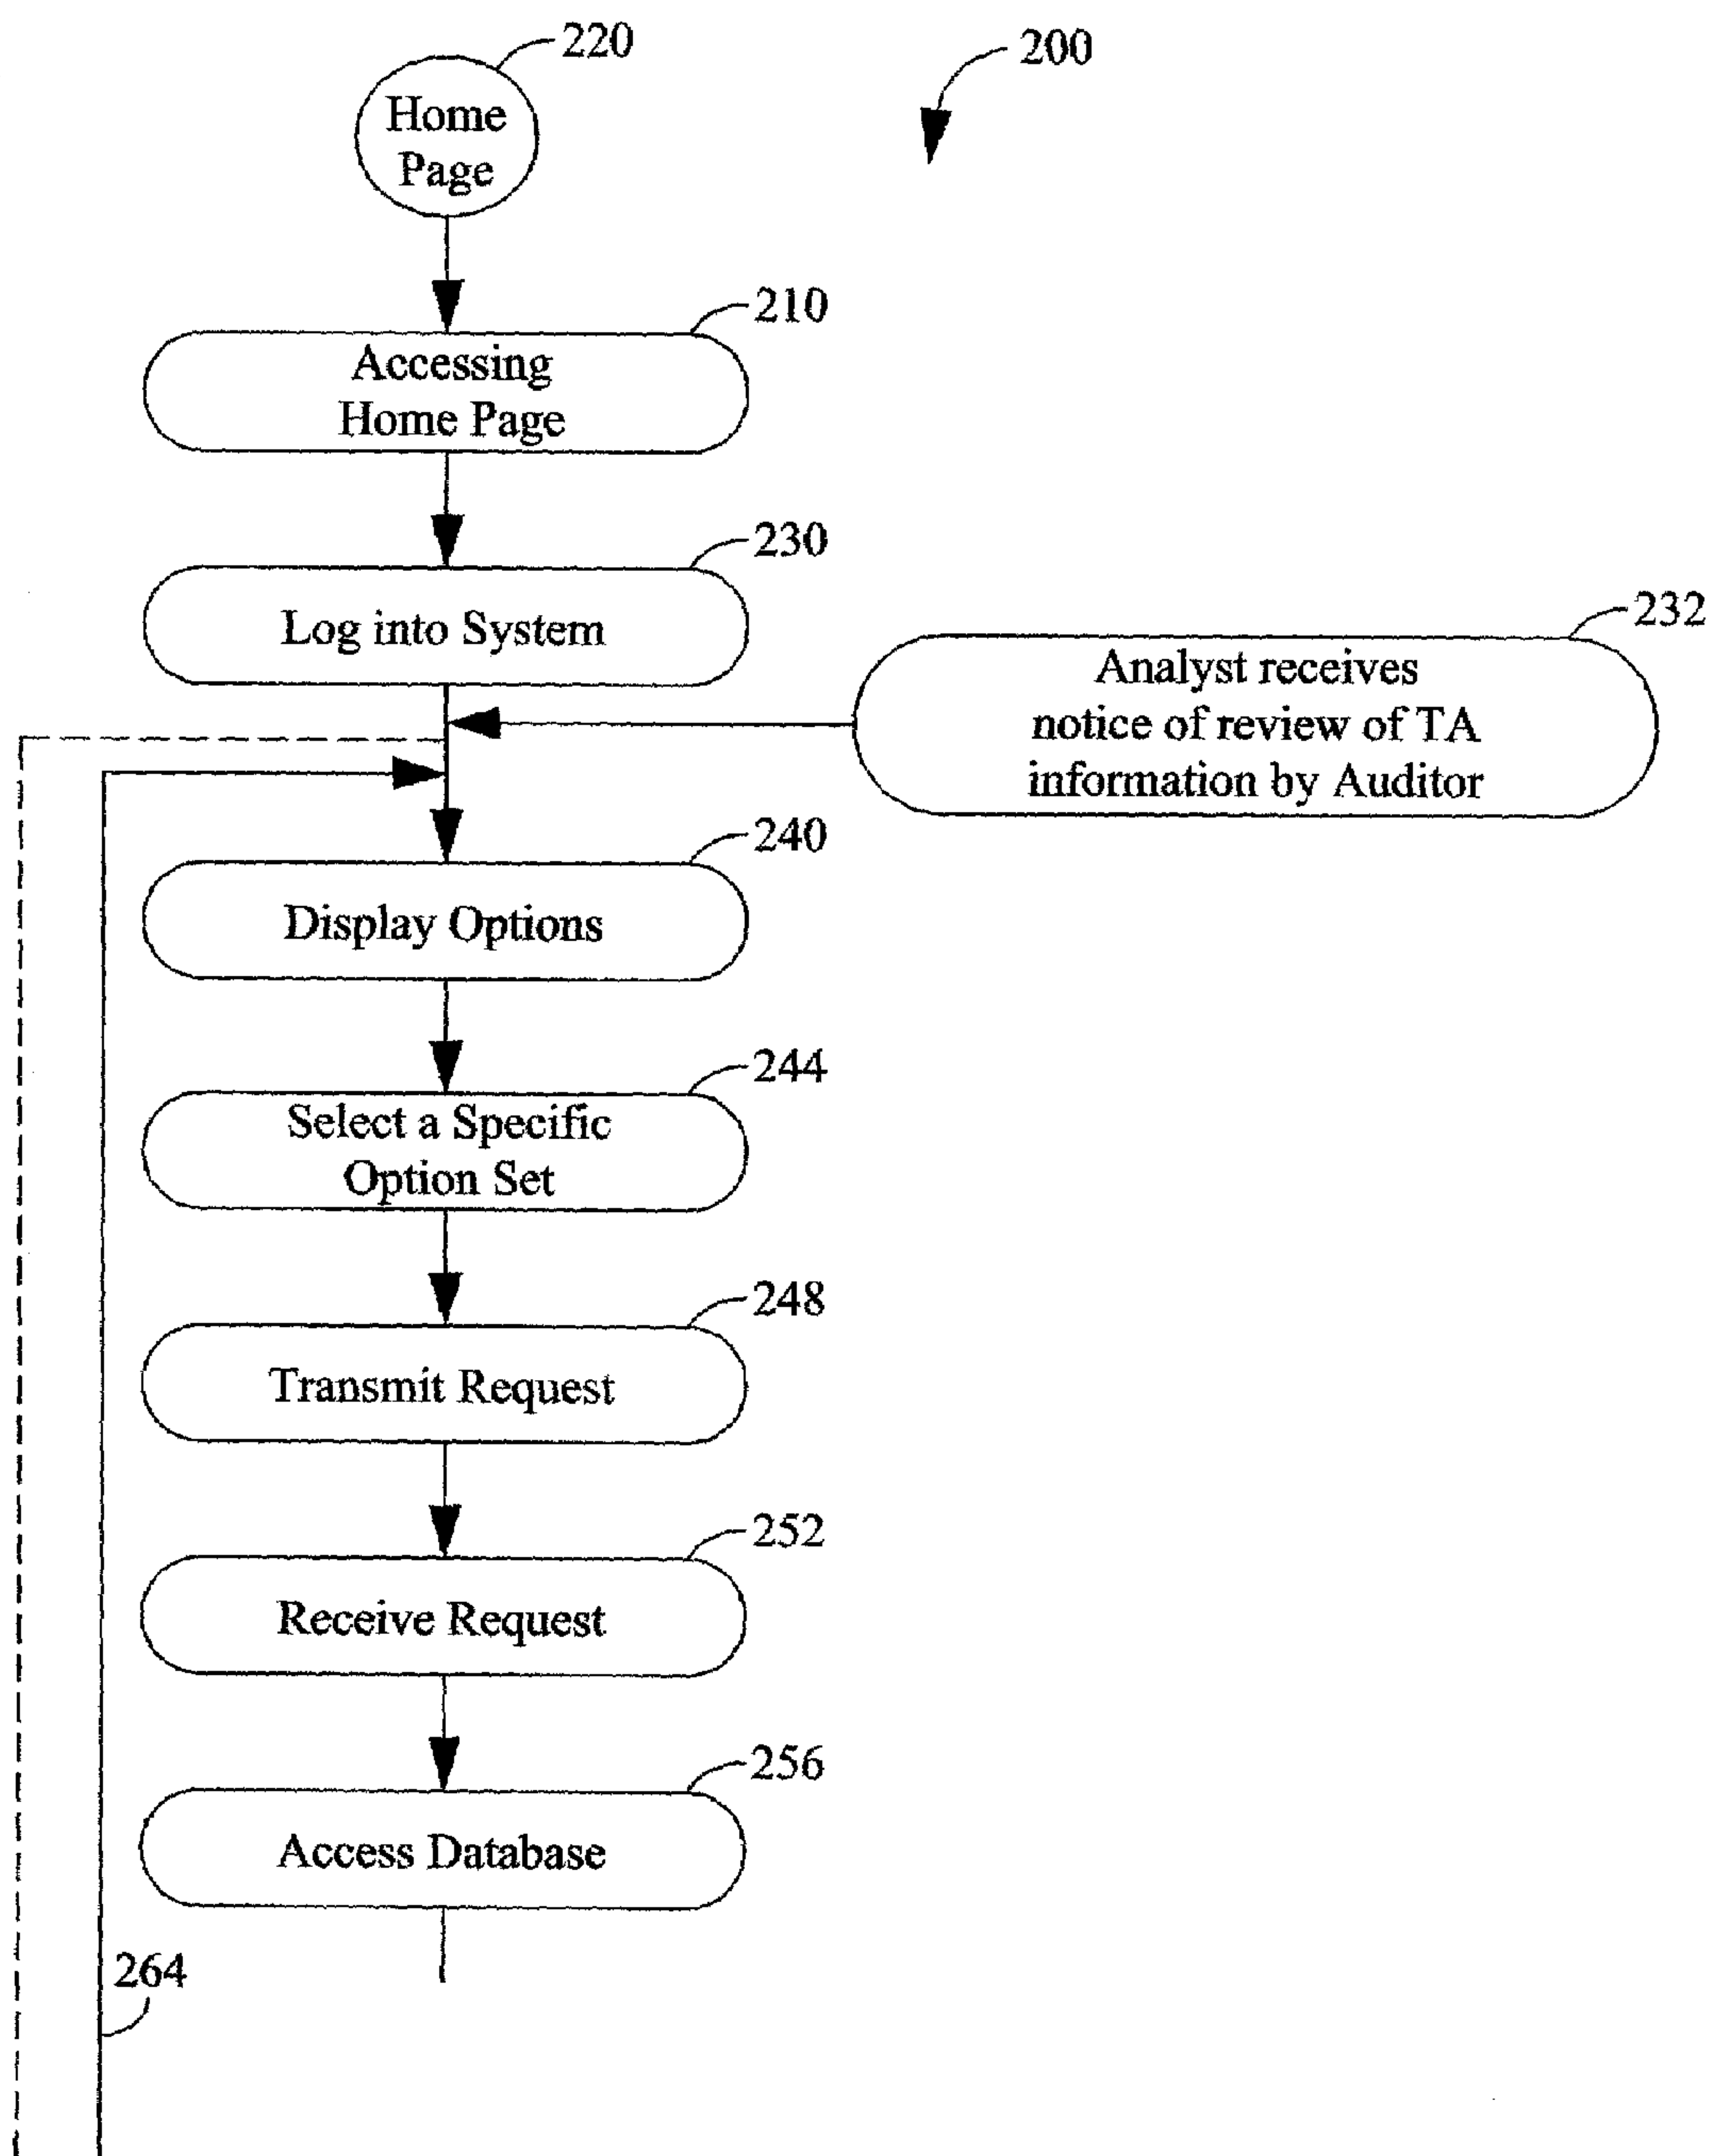 220
200
Home
Page
210
Accessing
Home Page
230
Log into System
232
Analyst receives
notice of review of TA
information by Auditor
240
Display Options
244
Select a Specific
Option Set
248
Transmit Request
252
Receive Request
256
Access Database
264